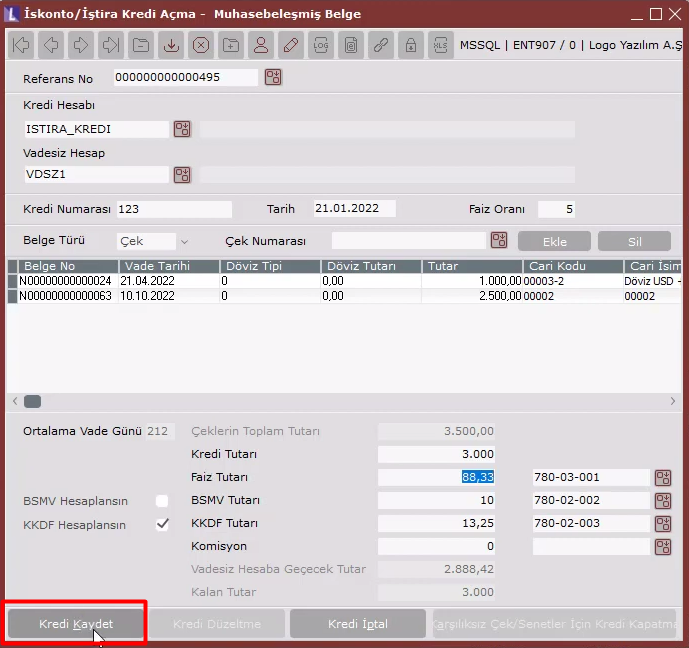 İskonto/İştira Kredi Açma - Muhasebeleşmiş Belge
LOG XLS MSSQL | ENT907 / 0 | Logo Yazılım A.Ş
Referans No 000000000000495
Kredi Hesabı
ISTIRA_KREDI
Vadesiz Hesap
VDSZ1
Kredi Numarası 123 Tarih 21.01.2022 Faiz Oranı 5
Belge Türü Çek Çek Numarası Ekle Sil
Belge No Vade Tarihi Döviz Tipi Döviz Tutarı Tutar Cari Kodu Cari İsim
N00000000000024 21.04.2022 0 0,00 1.000,00 00003-2 Döviz USD -
N00000000000063 10.10.2022 0 0,00 2.500,00 00002 00002
Ortalama Vade Günü 212 Çeklerin Toplam Tutarı 3.500,00
Kredi Tutarı 3.000
Faiz Tutarı 88,33 780-03-001
BSMV Hesaplansın BSMV Tutarı 10 780-02-002
KKDF Hesaplansın KKDF Tutarı 13,25 780-02-003
Komisyon 0
Vadesiz Hesaba Geçecek Tutar 2.888,42
Kalan Tutar 3.000
Kredi Kaydet Kredi Düzeltme Kredi İptal Karşılıksız Çek/Senetler İçin Kredi Kapatma